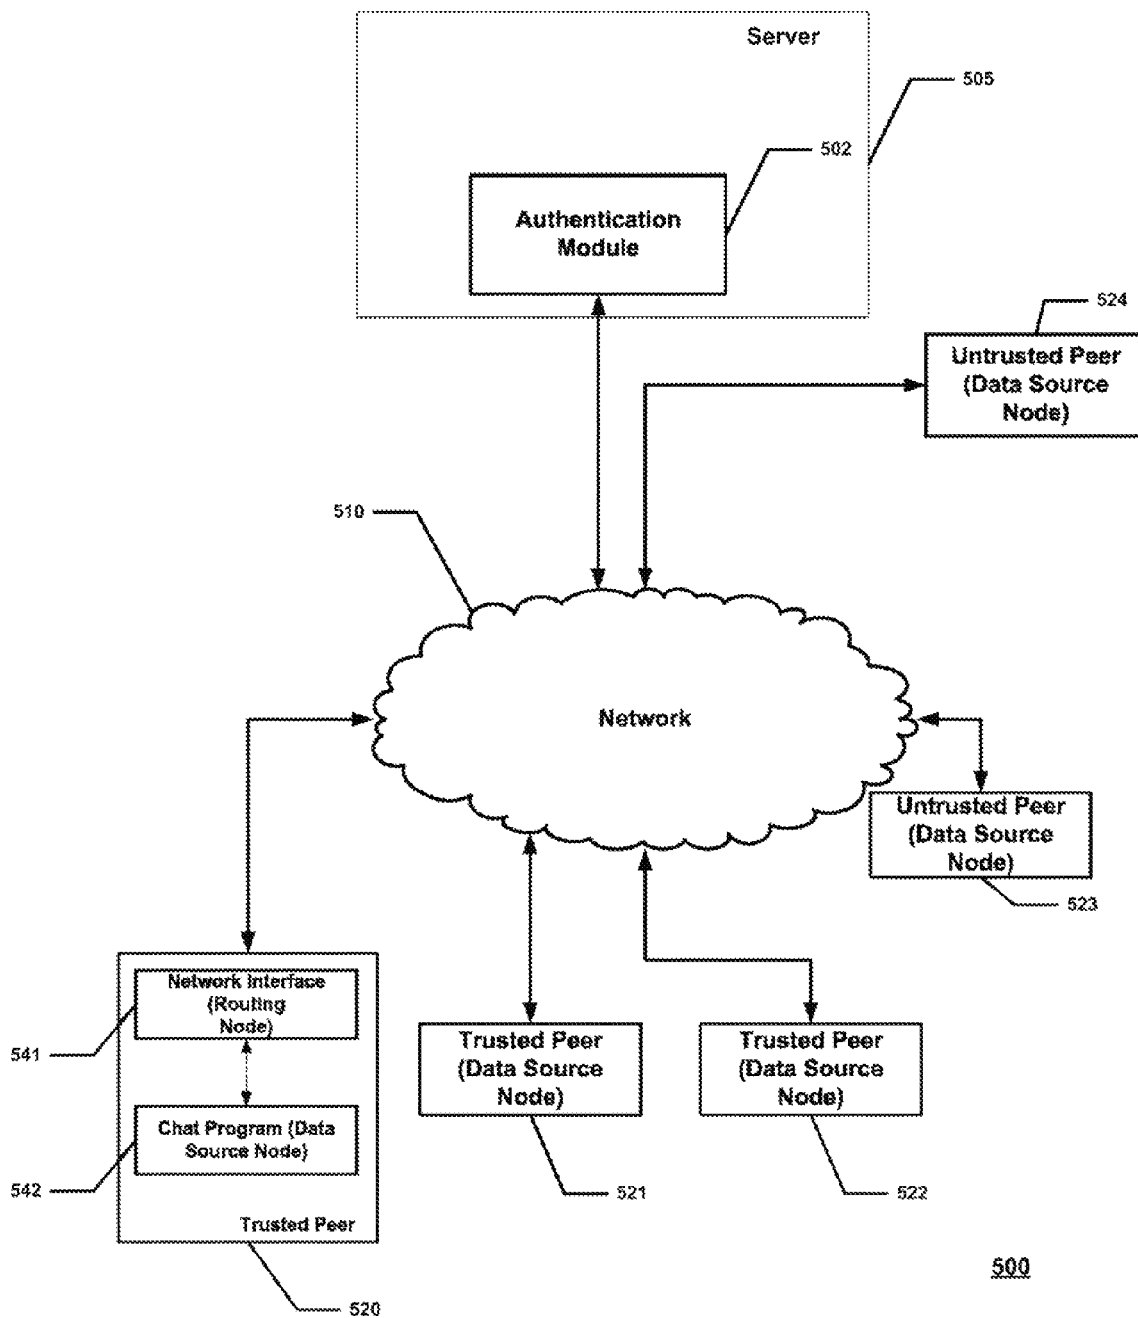 Server
505
502
Authentication
Module
524
Untrusted Peer
(Data Source
Node)
510
Network
Untrusted Peer
(Data Source
Node)
523
Network Interface
(Routing
Node)
541
Chat Program (Data
Source Node)
542
Trusted Peer
520
Trusted Peer
(Data Source
Node)
521
Trusted Peer
(Data Source
Node)
522
500